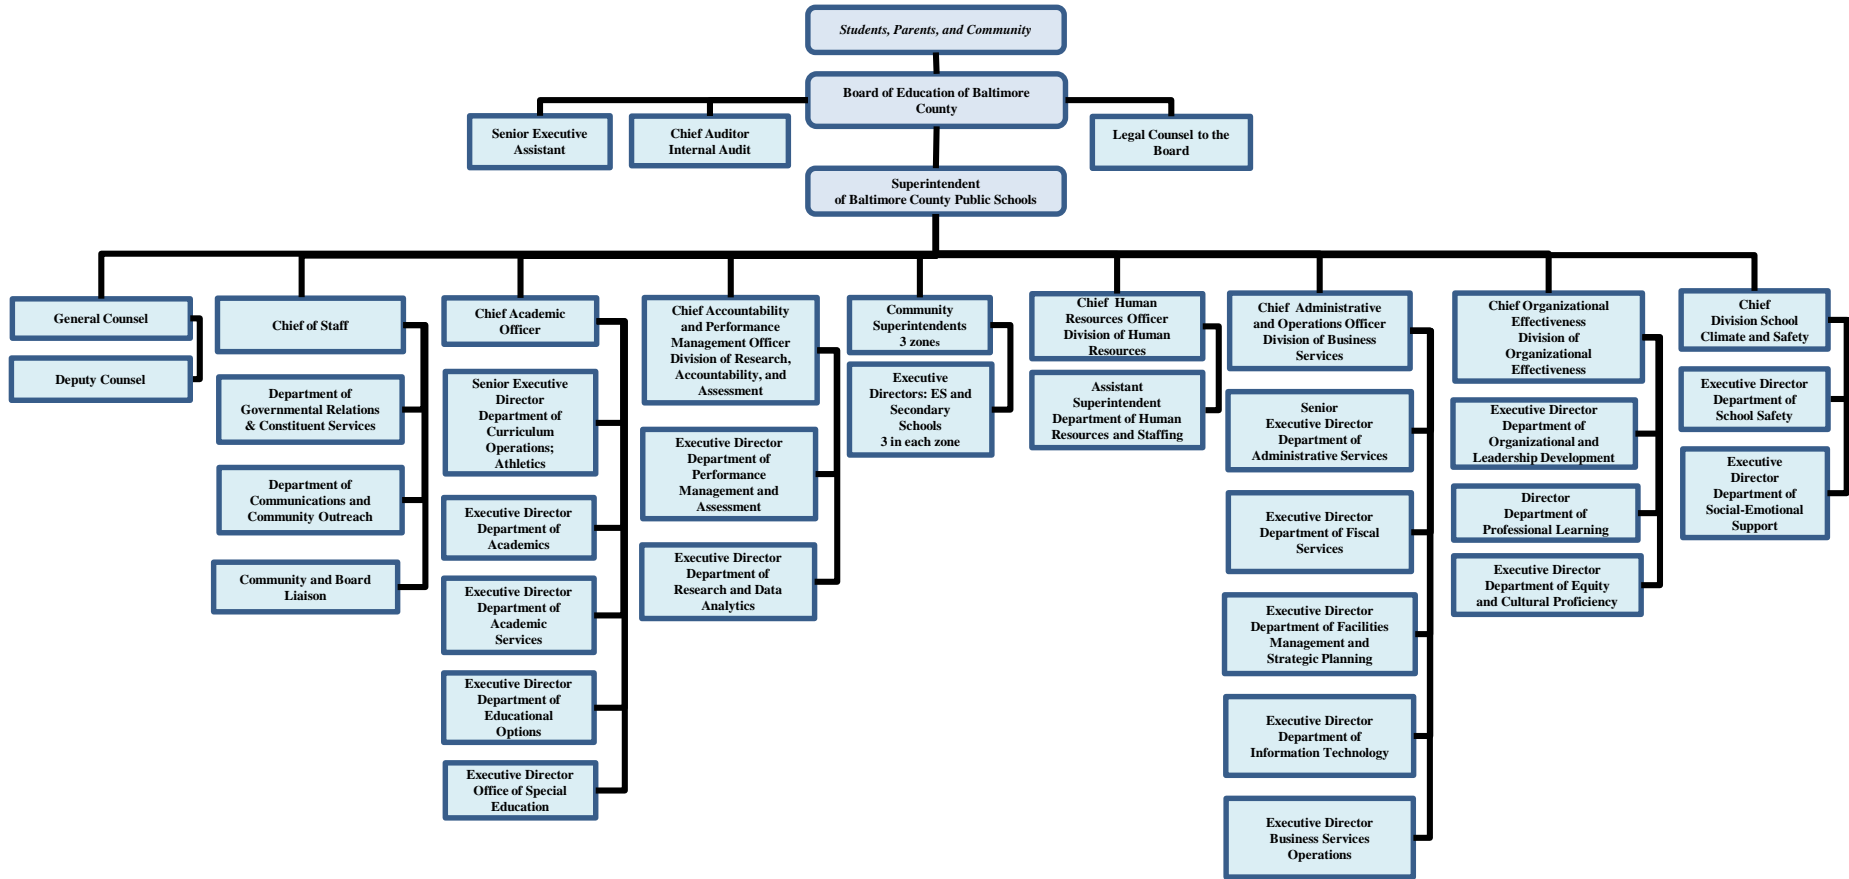 Students, Parents, and Community
Board of Education of Baltimore
County
Senior Executive
Assistant
Chief Auditor
Internal Audit
Legal Counsel to the
Board
Superintendent
of Baltimore County Public Schools
General Counsel
Deputy Counsel
Chief of Staff
Department of
Governmental Relations
& Constituent Services
Department of
Communications and
Community Outreach
Community and Board
Liaison
Chief Academic
Officer
Senior Executive
Director
Department of
Curriculum
Operations;
Athletics
Executive Director
Department of
Academics
Executive Director
Department of
Academic
Services
Executive Director
Department of
Educational
Options
Executive Director
Office of Special
Education
Chief Accountability
and Performance
Management Officer
Division of Research,
Accountability, and
Assessment
Executive Director
Department of
Performance
Management and
Assessment
Executive Director
Department of
Research and Data
Analytics
Community
Superintendents
3 zones
Executive
Directors: ES and
Secondary
Schools
3 in each zone
Chief Human
Resources Officer
Division of Human
Resources
Assistant
Superintendent
Department of Human
Resources and Staffing
Chief Administrative
and Operations Officer
Division of Business
Services
Senior
Executive Director
Department of
Administrative Services
Executive Director
Department of Fiscal
Services
Executive Director
Department of Facilities
Management and
Strategic Planning
Executive Director
Department of
Information Technology
Executive Director
Business Services
Operations
Chief Organizational
Effectiveness
Division of
Organizational
Effectiveness
Executive Director
Department of
Organizational and
Leadership Development
Director
Department of
Professional Learning
Executive Director
Department of Equity
and Cultural Proficiency
Chief
Division School
Climate and Safety
Executive Director
Department of
School Safety
Executive
Director
Department of
Social-Emotional
Support